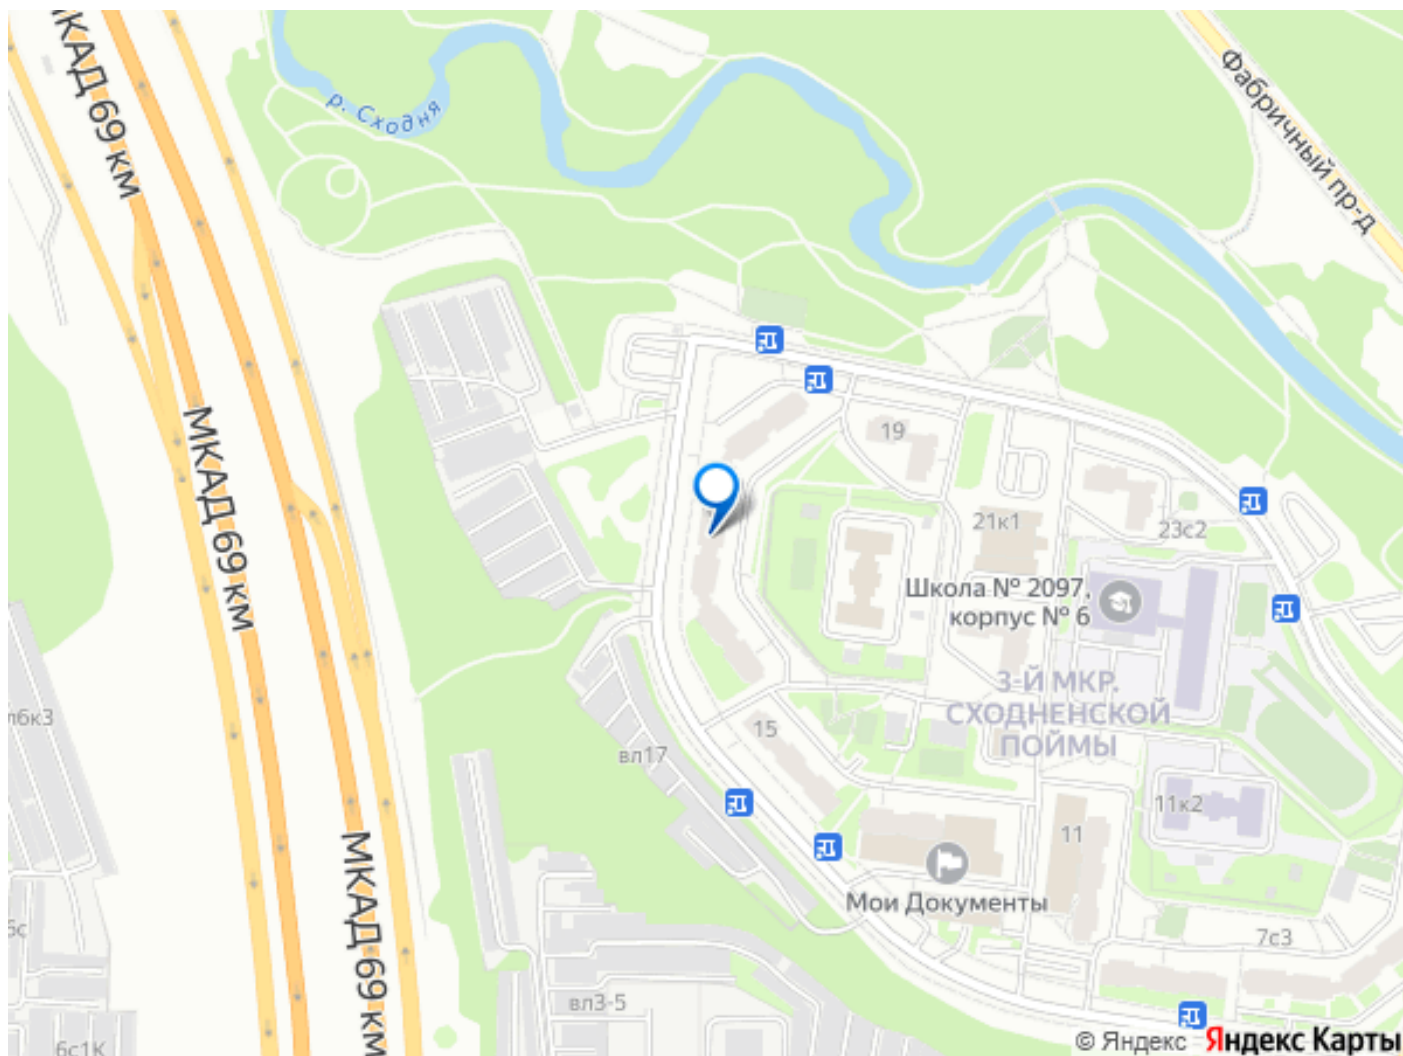 МКАД 69 км
р. Сходня
Фабричный пр-д
МКАД 69 км
19
21к1
23с2
Школа № 2097,
корпус № 6
3-Й МКР.
СХОДНЕНСКОЙ
ПОЙМЫ
15
вл17
11к2
11
Мои Документы
МКАД 69 км
7с3
вл3-5
6с1К
© Яндекс Яндекс Карты